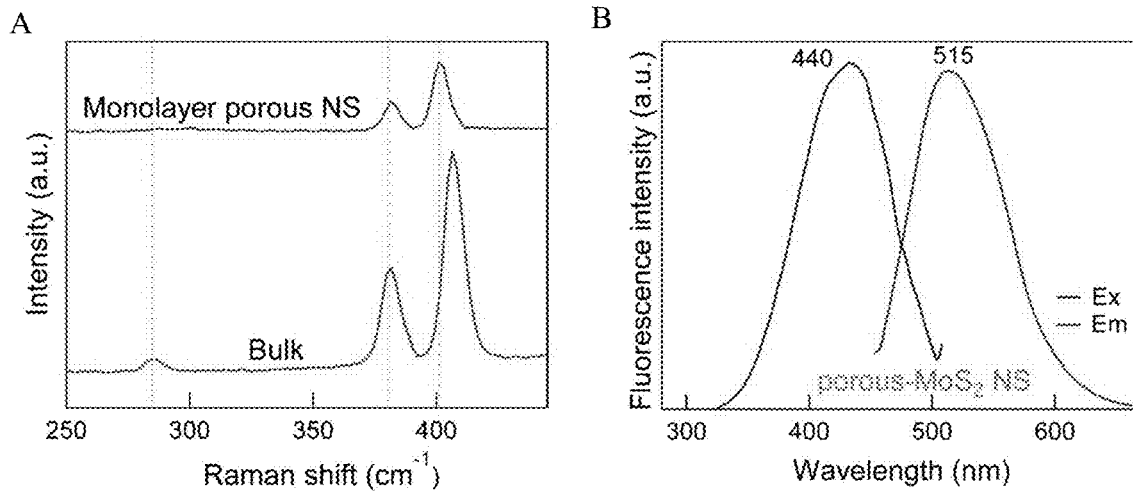 A
Intensity (a.u.)
Monolayer porous NS
Bulk
250 300 350 400
Raman shift (cm⁻¹)
B
Fluorescence intensity (a.u.)
440 515
Ex
Em
porous-MoS₂ NS
300 400 500 600
Wavelength (nm)